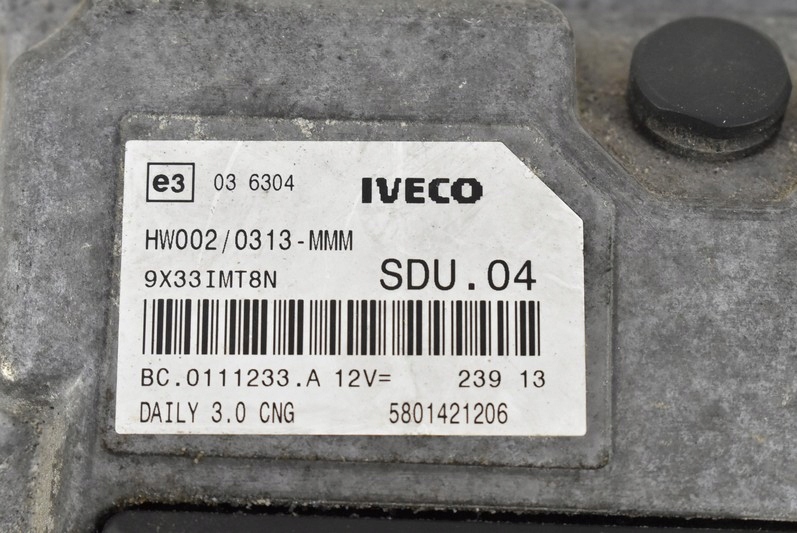 e3 03 6304 IVECO
HW002/0313-MMM
9X33IMT8N SDU.04
BC.0111233.A 12V= 239 13
DAILY 3.0 CNG 5801421206